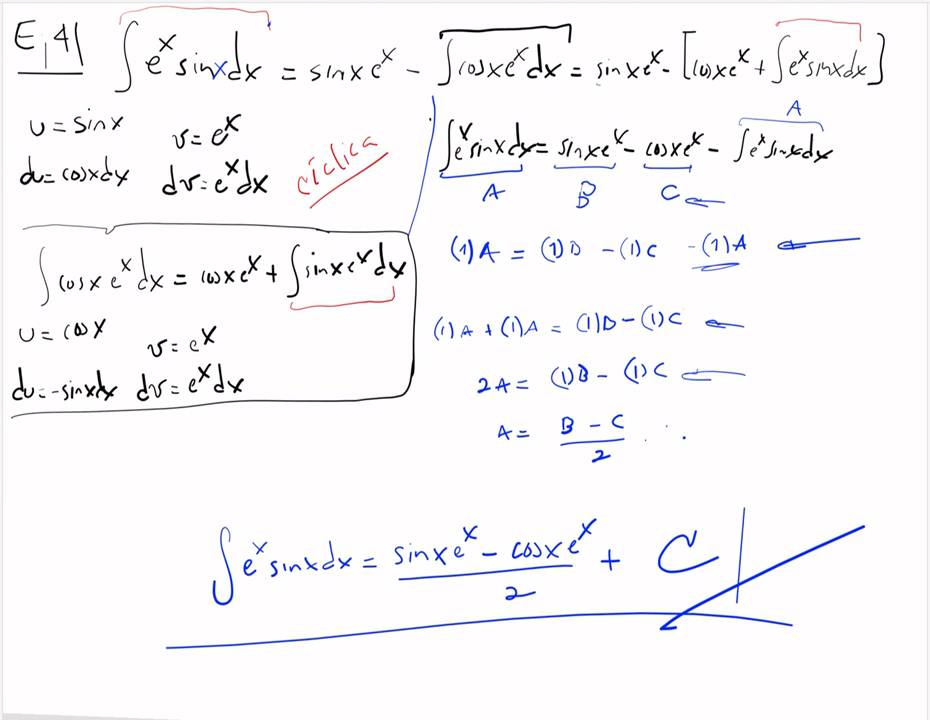 E,4| ∫ e^x sinx dx = sinx e^x - ∫ cosx e^x dx = sinx e^x - [cosx e^x + ∫ e^x sinx dx]
u = sinx v = e^x
du = cosx dx dv = e^x dx
cíclica
∫ cosx e^x dx = cosx e^x + ∫ sinx e^x dx
u = cosx v = e^x
du = -sinx dx dv = e^x dx
A
∫ e^x sinx dx = sinx e^x - cosx e^x - ∫ e^x sinx dx
A B C
(1)A = (1)B - (1)C - (1)A
(1)A + (1)A = (1)B - (1)C
2A = (1)B - (1)C
A = (B - C)/2
∫ e^x sinx dx = (sinx e^x - cosx e^x)/2 + C